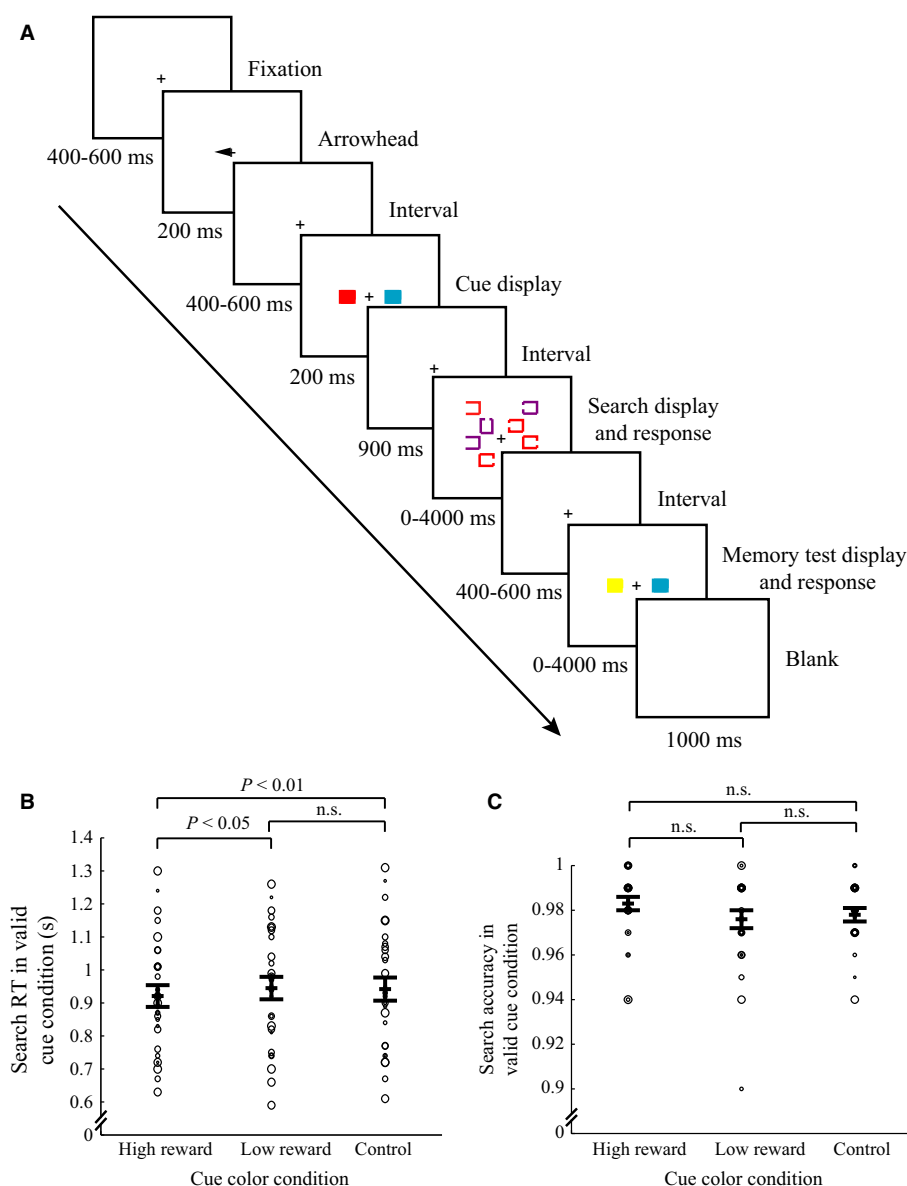 A
Fixation
400-600 ms
Arrowhead
200 ms
Interval
400-600 ms
Cue display
200 ms
Interval
900 ms
Search display
and response
0-4000 ms
Interval
400-600 ms
Memory test display
and response
0-4000 ms
Blank
1000 ms
B
P < 0.01
P < 0.05
n.s.
Search RT in valid
cue condition (s)
1.4
1.3
1.2
1.1
1
0.9
0.8
0.7
0.6
0
High reward Low reward Control
Cue color condition
C
n.s.
n.s.
n.s.
Search accuracy in
valid cue condition
1
0.98
0.96
0.94
0.92
0.9
0
High reward Low reward Control
Cue color condition